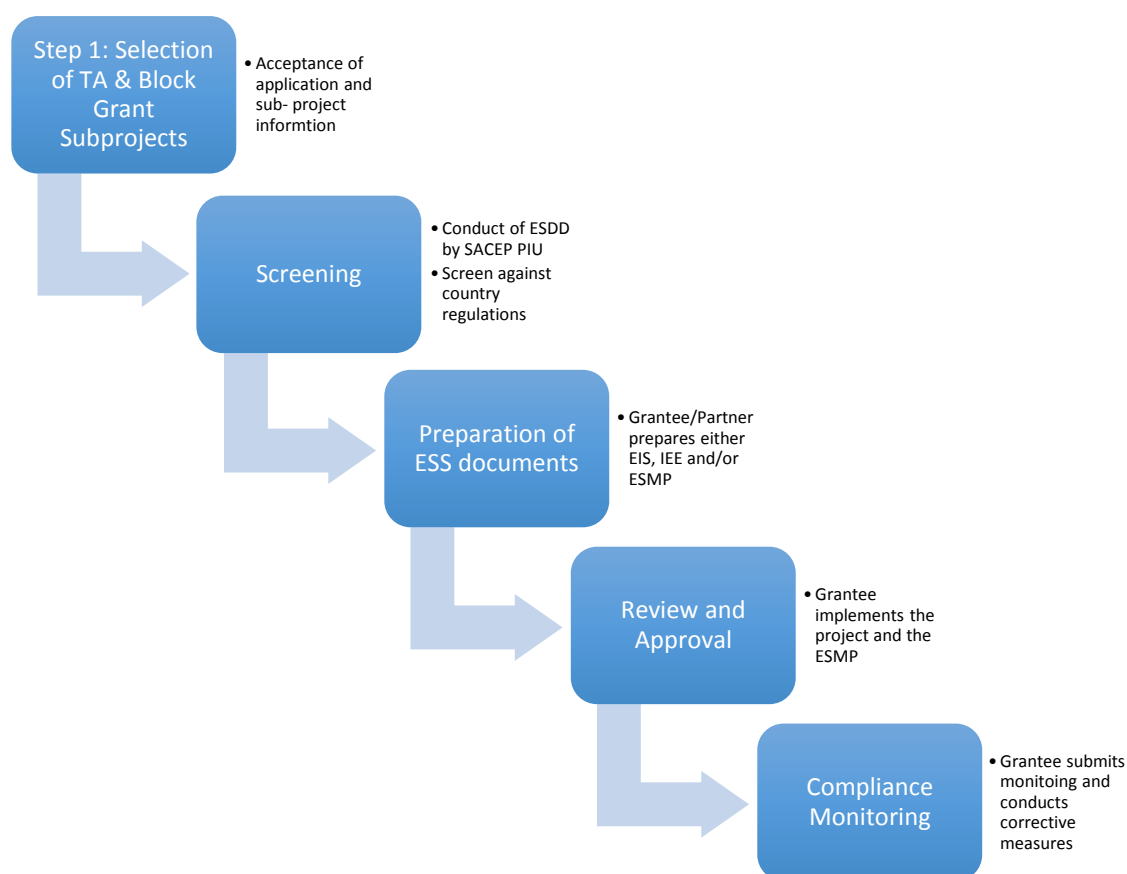 Step 1: Selection
of TA & Block
Grant
Subprojects
• Acceptance of
application and
sub- project
informtion
Screening
• Conduct of ESDD
by SACEP PIU
• Screen against
country
regulations
Preparation of
ESS documents
• Grantee/Partner
prepares either
EIS, IEE and/or
ESMP
Review and
Approval
• Grantee
implements the
project and the
ESMP
Compliance
Monitoring
• Grantee submits
monitoing and
conducts
corrective
measures